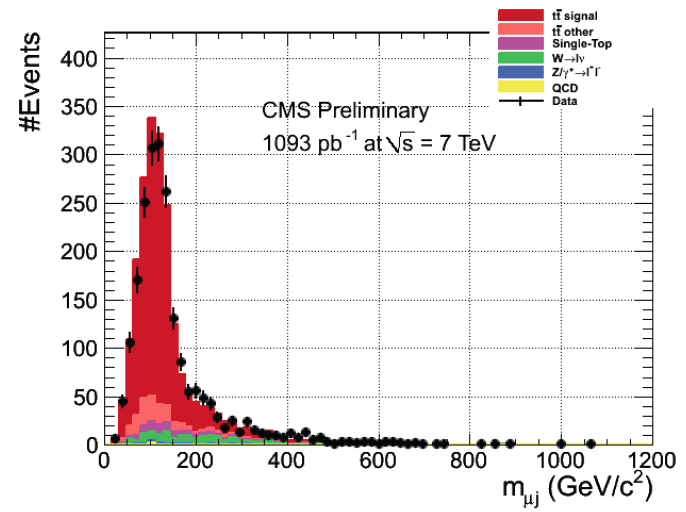 tt̄ signal
tt̄ other
Single-Top
W→lν
Z/γ*→l⁺l⁻
QCD
Data
CMS Preliminary
1093 pb⁻¹ at √s = 7 TeV
#Events
400
350
300
250
200
150
100
50
0
0 200 400 600 800 1000 1200
m_μj (GeV/c²)